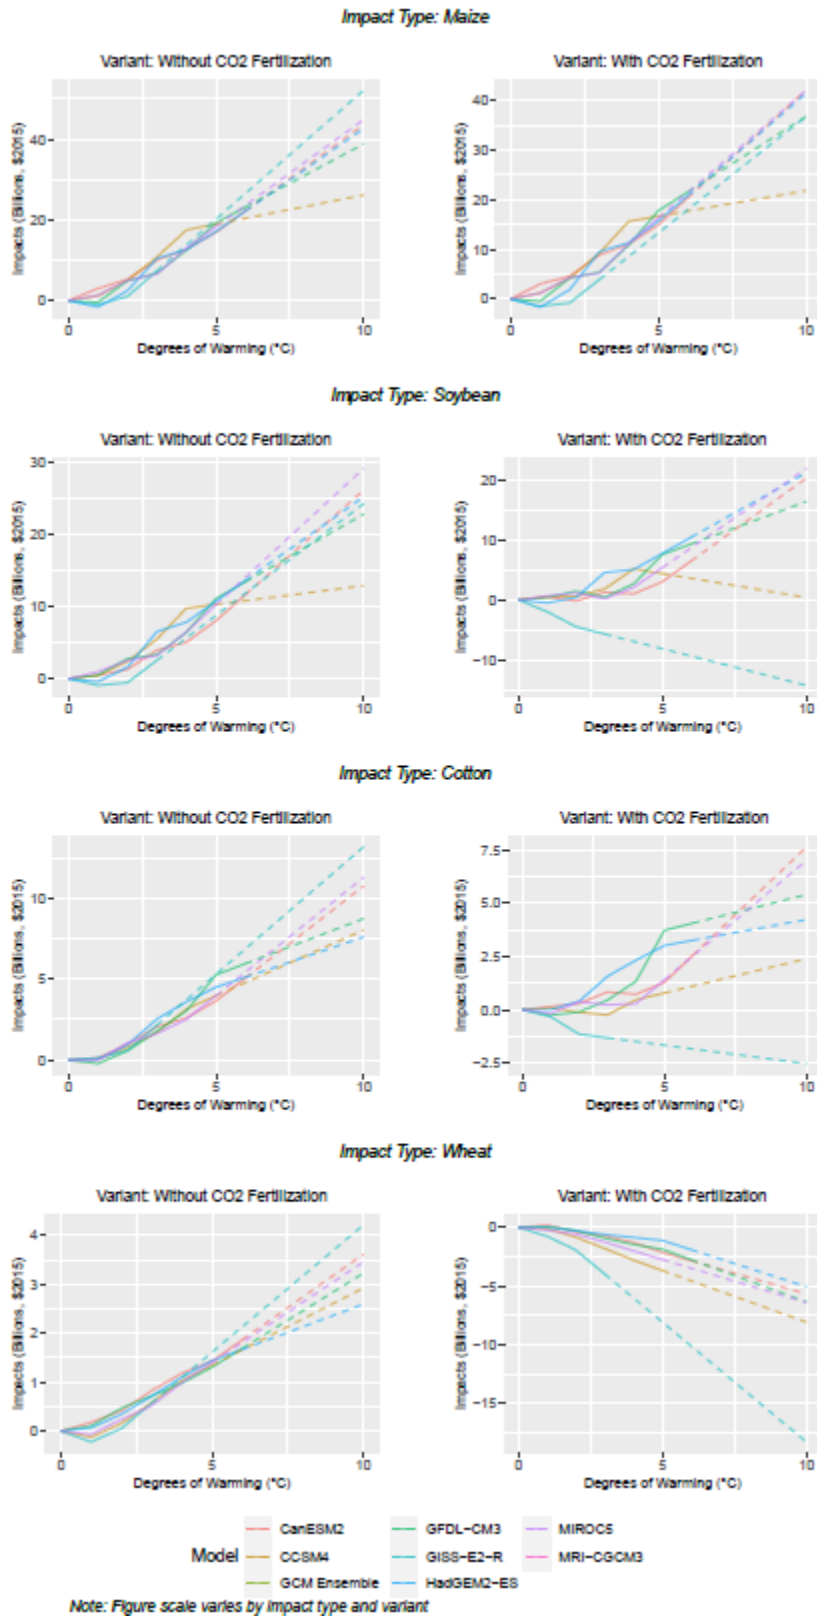 Impact Type: Maize
Variant: Without CO2 Fertilization
Variant: With CO2 Fertilization
Impacts (Billions, $2015)
40
20
0
0 5 10
Degrees of Warming (°C)
Impacts (Billions, $2015)
40
30
20
10
0
0 5 10
Degrees of Warming (°C)
Impact Type: Soybean
Variant: Without CO2 Fertilization
Variant: With CO2 Fertilization
Impacts (Billions, $2015)
30
20
10
0
0 5 10
Degrees of Warming (°C)
Impacts (Billions, $2015)
20
10
0
−10
0 5 10
Degrees of Warming (°C)
Impact Type: Cotton
Variant: Without CO2 Fertilization
Variant: With CO2 Fertilization
Impacts (Billions, $2015)
10
5
0
0 5 10
Degrees of Warming (°C)
Impacts (Billions, $2015)
7.5
5.0
2.5
0.0
−2.5
0 5 10
Degrees of Warming (°C)
Impact Type: Wheat
Variant: Without CO2 Fertilization
Variant: With CO2 Fertilization
Impacts (Billions, $2015)
4
3
2
1
0
0 5 10
Degrees of Warming (°C)
Impacts (Billions, $2015)
0
−5
−10
−15
0 5 10
Degrees of Warming (°C)
Model
CanESM2
CCSM4
GCM Ensemble
GFDL−CM3
GISS−E2−R
HadGEM2−ES
MIROC5
MRI−CGCM3
Note: Figure scale varies by impact type and variant